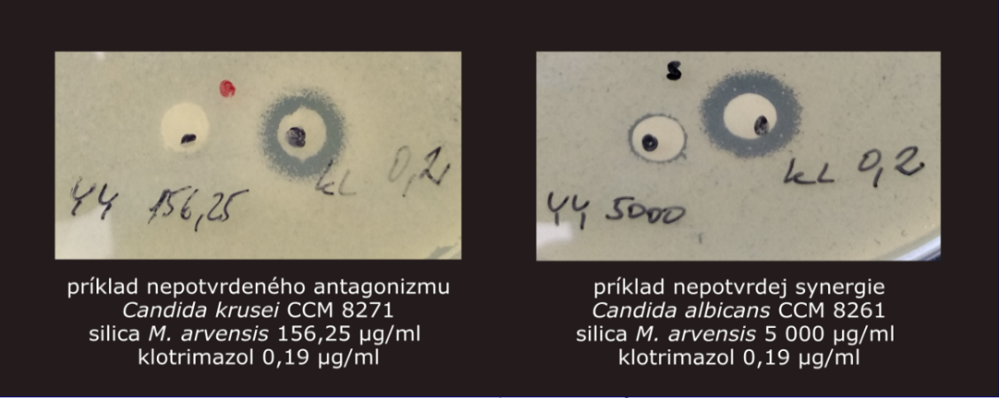 44 156,25
kL 0,2
S
44 5000
kL 0,2
príklad nepotvrdeného antagonizmu
Candida krusei CCM 8271
silica M. arvensis 156,25 µg/ml
klotrimazol 0,19 µg/ml
príklad nepotvrdej synergie
Candida albicans CCM 8261
silica M. arvensis 5 000 µg/ml
klotrimazol 0,19 µg/ml